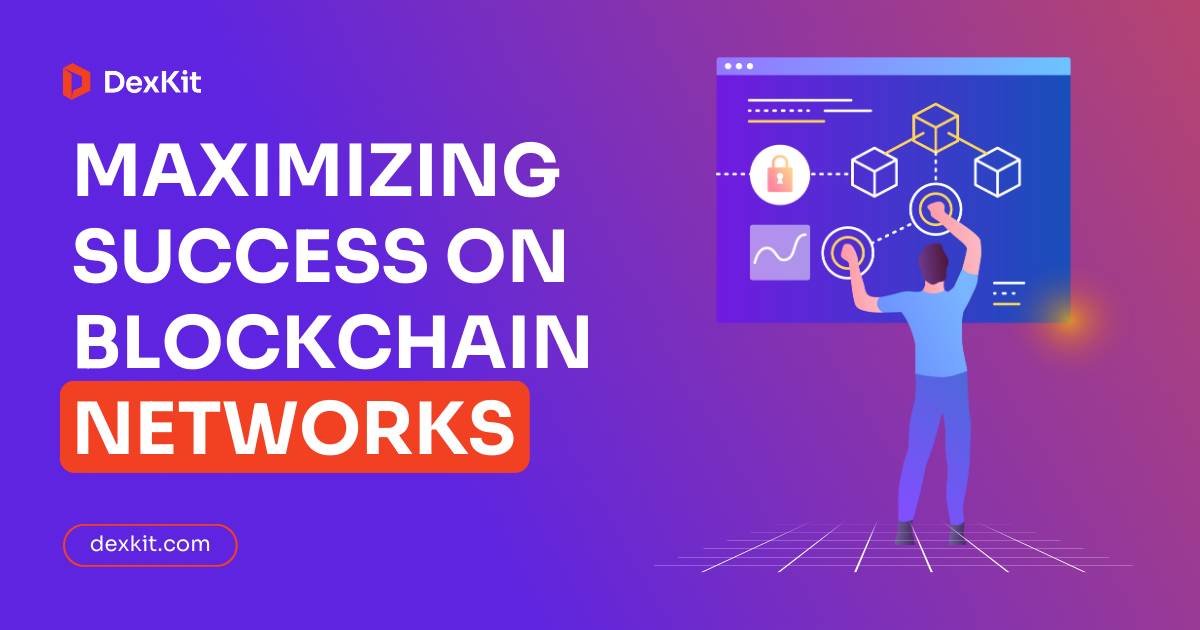 DexKit
MAXIMIZING
SUCCESS ON
BLOCKCHAIN
NETWORKS
dexkit.com